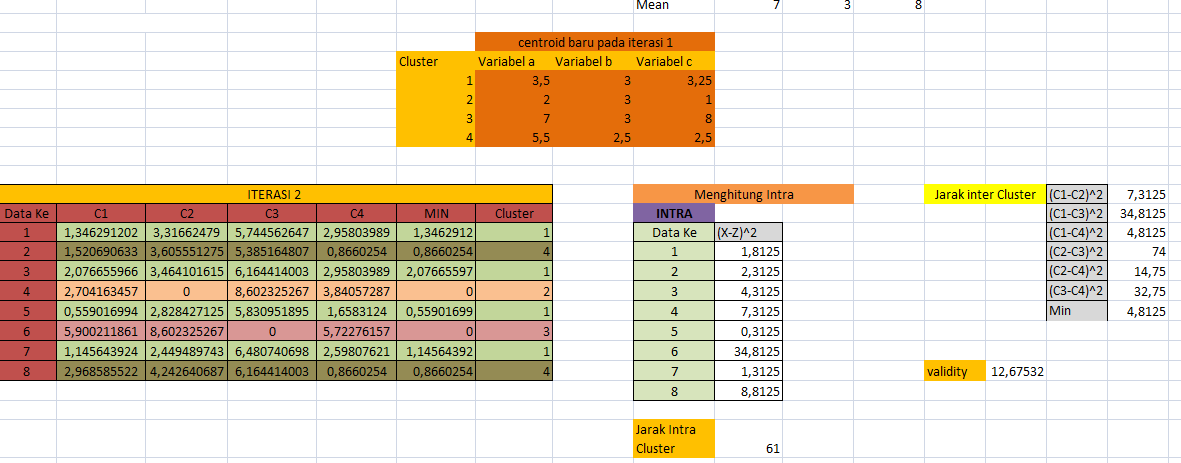 Mean 7 3 8
centroid baru pada iterasi 1
Cluster Variabel a Variabel b Variabel c
1 3,5 3 3,25
2 2 3 1
3 7 3 8
4 5,5 2,5 2,5
ITERASI 2
Data Ke C1 C2 C3 C4 MIN Cluster
1 1,346291202 3,31662479 5,744562647 2,95803989 1,3462912 1
2 1,520690633 3,605551275 5,385164807 0,8660254 0,8660254 4
3 2,076655966 3,464101615 6,164414003 2,95803989 2,07665597 1
4 2,704163457 0 8,602325267 3,84057287 0 2
5 0,559016994 2,828427125 5,830951895 1,6583124 0,55901699 1
6 5,900211861 8,602325267 0 5,72276157 0 3
7 1,145643924 2,449489743 6,480740698 2,59807621 1,14564392 1
8 2,968585522 4,242640687 6,164414003 0,8660254 0,8660254 4
Menghitung Intra
INTRA
Data Ke (X-Z)^2
1 1,8125
2 2,3125
3 4,3125
4 7,3125
5 0,3125
6 34,8125
7 1,3125
8 8,8125
Jarak Intra
Cluster 61
Jarak inter Cluster (C1-C2)^2 7,3125
(C1-C3)^2 34,8125
(C1-C4)^2 4,8125
(C2-C3)^2 74
(C2-C4)^2 14,75
(C3-C4)^2 32,75
Min 4,8125
validity 12,67532